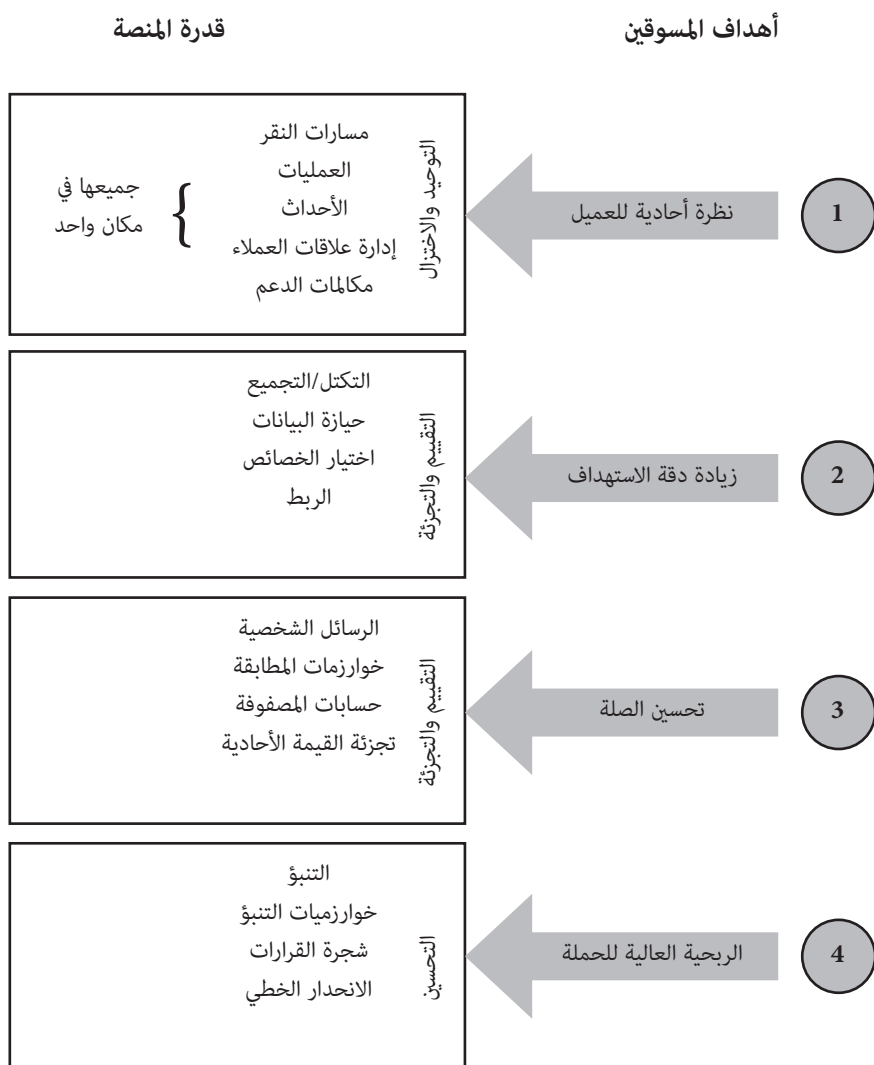 أهداف المسوقين
قدرة المنصة
1
نظرة أحادية للعميل
التوحيد والاختزال
مسارات النقر
العمليات
الأحداث
إدارة علاقات العملاء
مكالمات الدعم
{
جميعها في
مكان واحد
2
زيادة دقة الاستهداف
التقييم والتجزئة
التكتل/التجميع
حيازة البيانات
اختيار الخصائص
الربط
3
تحسين الصلة
التقييم والتجزئة
الرسائل الشخصية
خوارزمات المطابقة
حسابات المصفوفة
تجزئة القيمة الأحادية
4
الربحية العالية للحملة
التحسين
التنبؤ
خوارزميات التنبؤ
شجرة القرارات
الانحدار الخطي